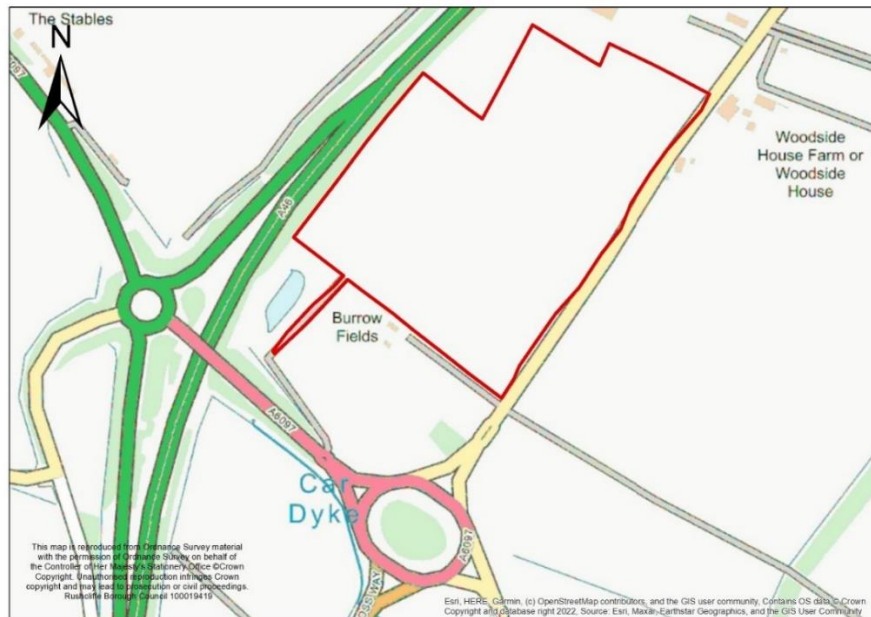 The Stables
N
6097
A46
Woodside
House Farm or
Woodside
House
Burrow
Fields
A6097
Car
Dyke
A6097
OSS WAY
This map is reproduced from Ordnance Survey material
with the permission of Ordnance Survey on behalf of
the Controller of Her Majesty's Stationery Office ©Crown
Copyright. Unauthorised reproduction infringes Crown
copyright and may lead to prosecution or civil proceedings.
Rushcliffe Borough Council 100019419
Esri, HERE, Garmin, (c) OpenStreetMap contributors, and the GIS user community, Contains OS data © Crown
Copyright and database right 2022, Source: Esri, Maxar, Earthstar Geographics, and the GIS User Community